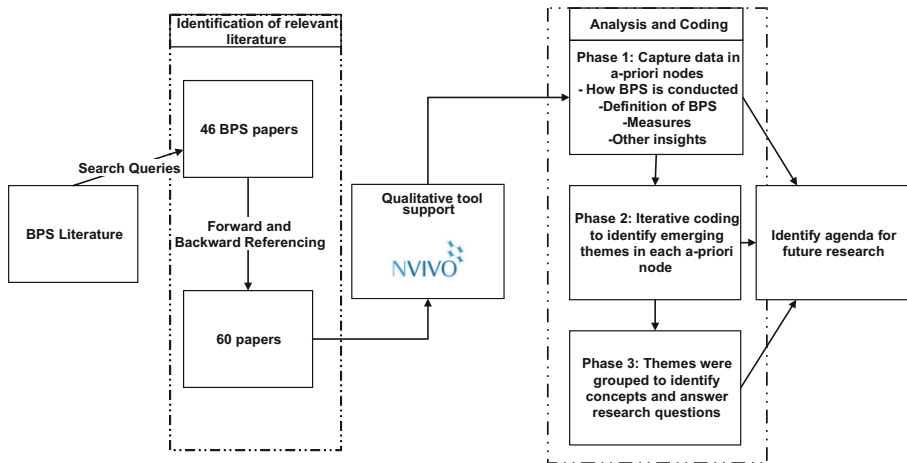 Identification of relevant
literature
46 BPS papers
Search Queries
BPS Literature
Forward and
Backward Referencing
60 papers
Qualitative tool
support
NVIVO
Analysis and Coding
Phase 1: Capture data in
a-priori nodes
- How BPS is conducted
-Definition of BPS
-Measures
-Other insights
Phase 2: Iterative coding
to identify emerging
themes in each a-priori
node
Phase 3: Themes were
grouped to identify
concepts and answer
research questions
Identify agenda for
future research